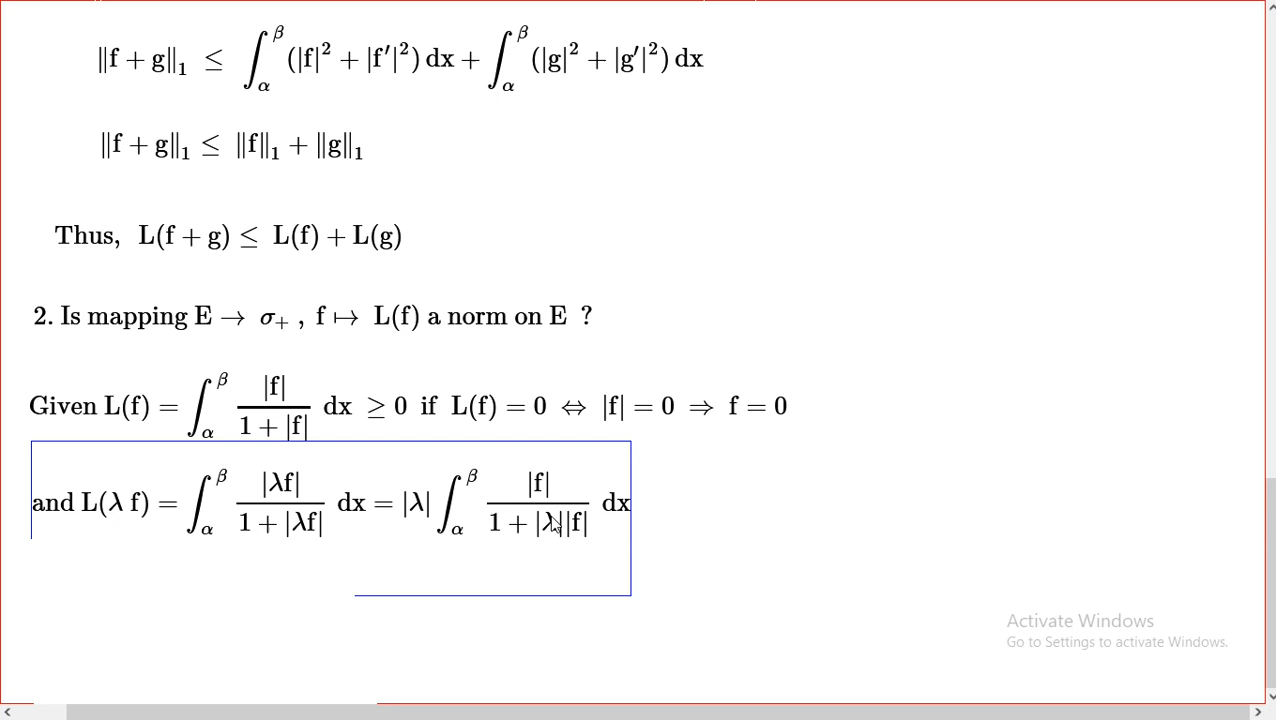 ‖f + g‖₁ ≤ ∫_α^β (|f|² + |f′|²) dx + ∫_α^β (|g|² + |g′|²) dx
‖f + g‖₁ ≤ ‖f‖₁ + ‖g‖₁
Thus, L(f + g) ≤ L(f) + L(g)
2. Is mapping E → σ₊ , f ↦ L(f) a norm on E ?
Given L(f) = ∫_α^β |f| / (1 + |f|) dx ≥ 0 if L(f) = 0 ⇔ |f| = 0 ⇒ f = 0
and L(λ f) = ∫_α^β |λf| / (1 + |λf|) dx = |λ| ∫_α^β |f| / (1 + |λ||f|) dx
Activate Windows
Go to Settings to activate Windows.